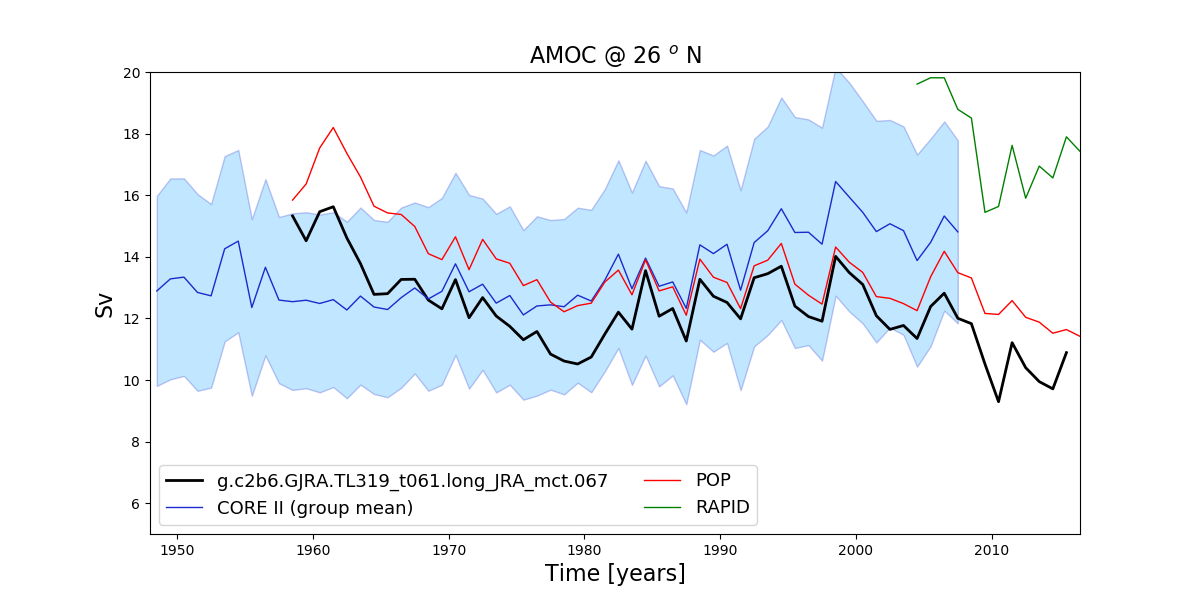 AMOC @ 26 ° N
Sv
20
18
16
14
12
10
8
6
g.c2b6.GJRA.TL319_t061.long_JRA_mct.067
CORE II (group mean)
POP
RAPID
1950 1960 1970 1980 1990 2000 2010
Time [years]